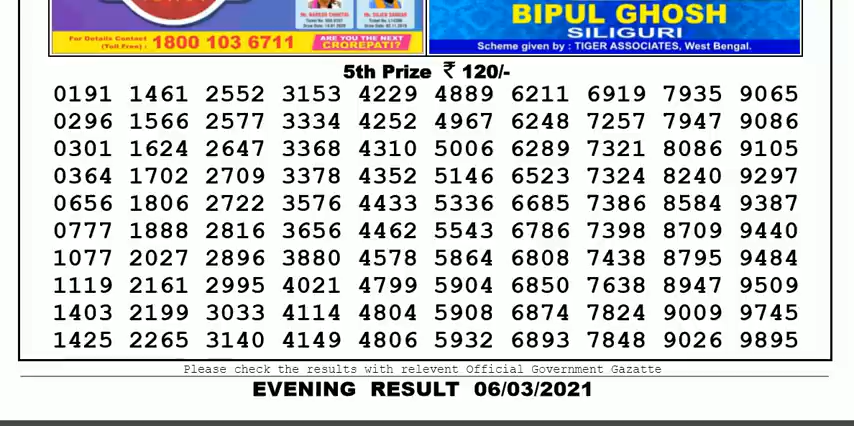 BIPUL GHOSH
SILIGURI
For Details Contact
(Toll Free) : 1800 103 6711
ARE YOU THE NEXT
CROREPATI?
Scheme given by : TIGER ASSOCIATES, West Bengal.
5th Prize ₹ 120/-
0191 1461 2552 3153 4229 4889 6211 6919 7935 9065
0296 1566 2577 3334 4252 4967 6248 7257 7947 9086
0301 1624 2647 3368 4310 5006 6289 7321 8086 9105
0364 1702 2709 3378 4352 5146 6523 7324 8240 9297
0656 1806 2722 3576 4433 5336 6685 7386 8584 9387
0777 1888 2816 3656 4462 5543 6786 7398 8709 9440
1077 2027 2896 3880 4578 5864 6808 7438 8795 9484
1119 2161 2995 4021 4799 5904 6850 7638 8947 9509
1403 2199 3033 4114 4804 5908 6874 7824 9009 9745
1425 2265 3140 4149 4806 5932 6893 7848 9026 9895
Please check the results with relevent Official Government Gazatte
EVENING RESULT 06/03/2021